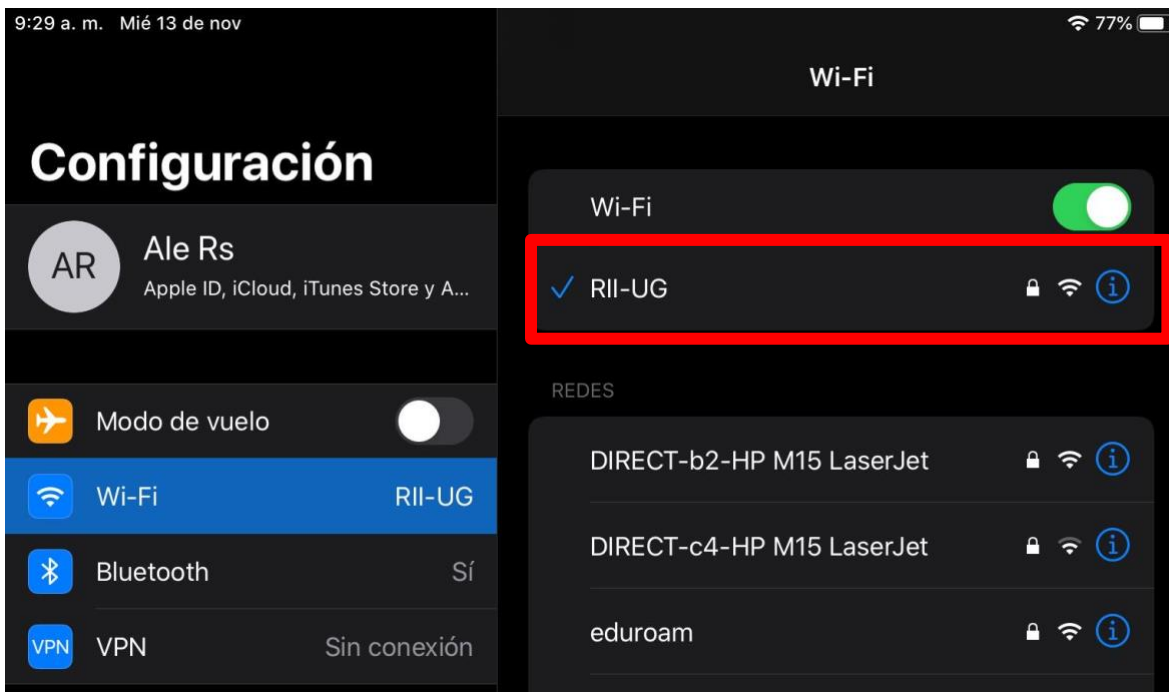 9:29 a. m. Mié 13 de nov
77%
Configuración
AR
Ale Rs
Apple ID, iCloud, iTunes Store y A...
Modo de vuelo
Wi-Fi RII-UG
Bluetooth Sí
VPN VPN Sin conexión
Wi-Fi
Wi-Fi
RII-UG
REDES
DIRECT-b2-HP M15 LaserJet
DIRECT-c4-HP M15 LaserJet
eduroam